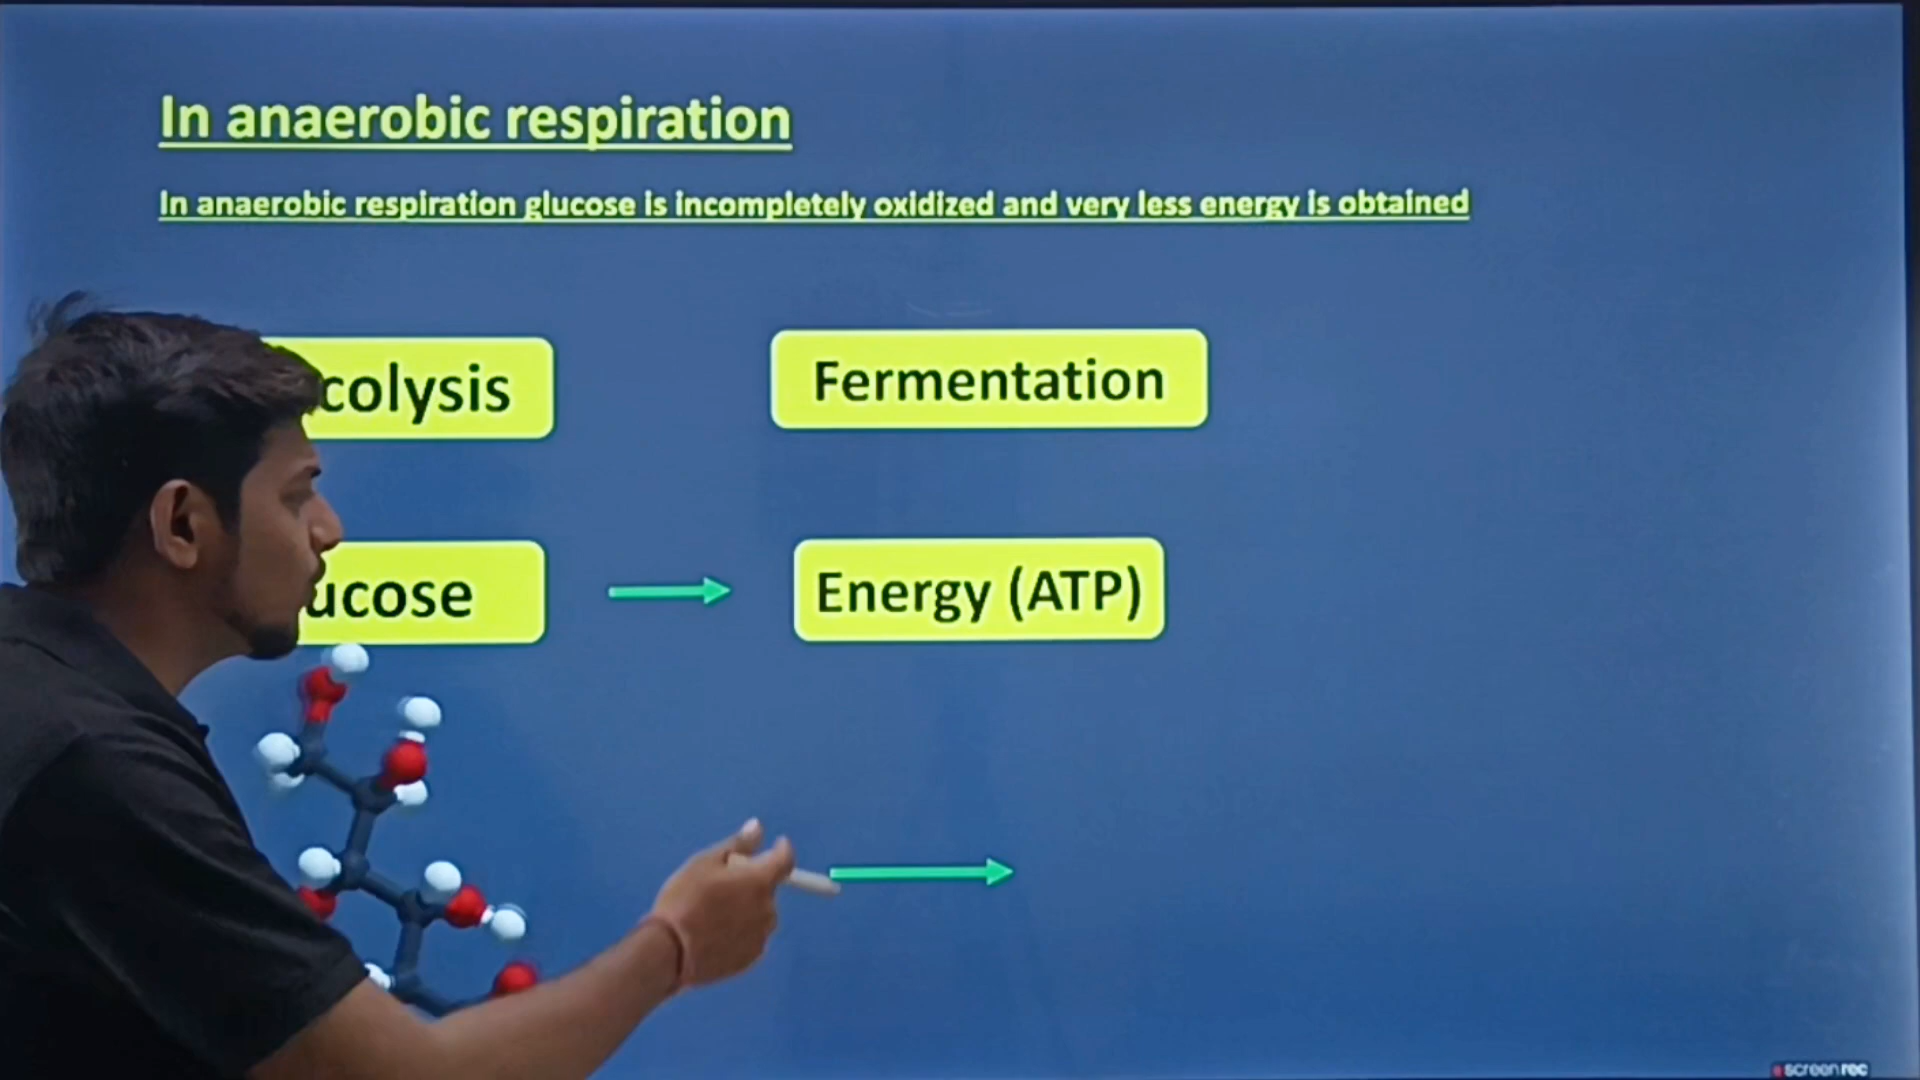 In anaerobic respiration
In anaerobic respiration glucose is incompletely oxidized and very less energy is obtained
colysis
Fermentation
ucose
Energy (ATP)
screenrec